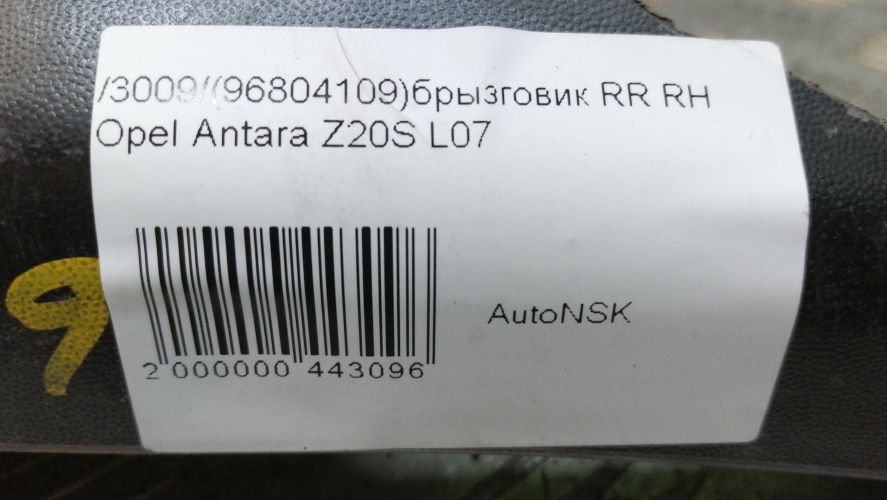 /3009/(96804109)брызговик RR RH
Opel Antara Z20S L07
AutoNSK
2 000000 443096
9